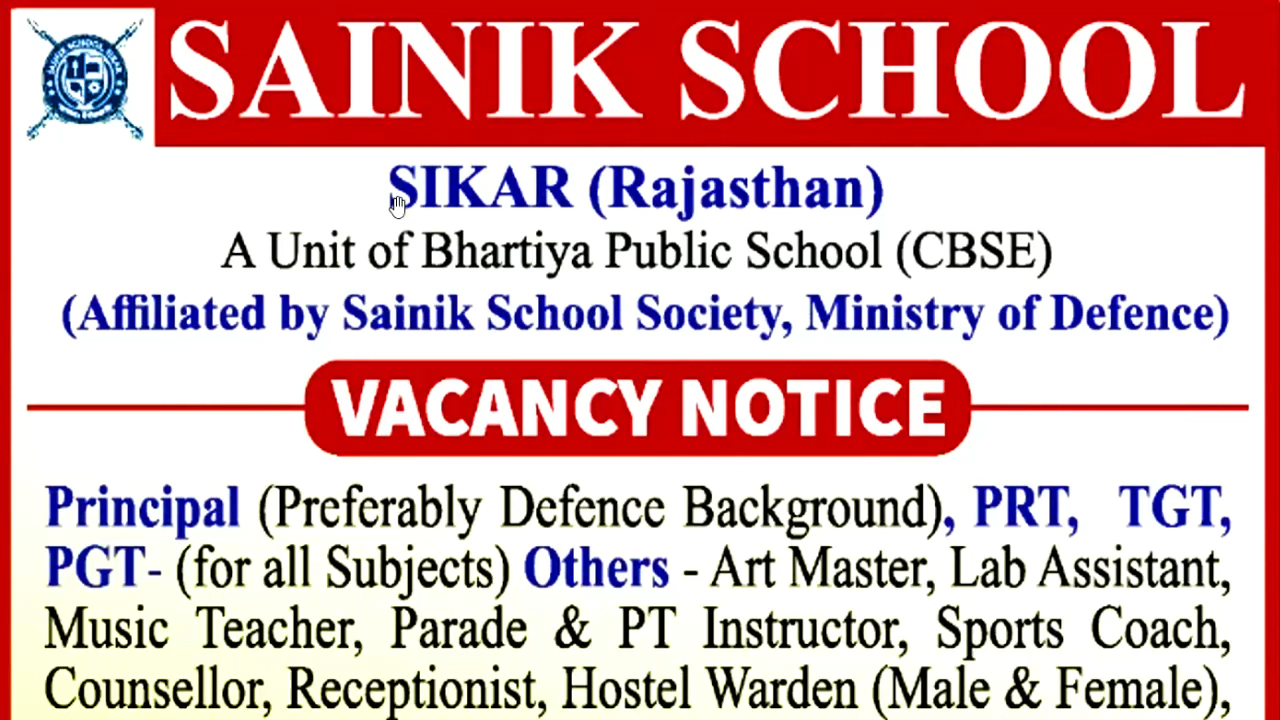 SAINIK SCHOOL
SIKAR (Rajasthan)
A Unit of Bhartiya Public School (CBSE)
(Affiliated by Sainik School Society, Ministry of Defence)
VACANCY NOTICE
Principal (Preferably Defence Background), PRT, TGT,
PGT- (for all Subjects) Others - Art Master, Lab Assistant,
Music Teacher, Parade & PT Instructor, Sports Coach,
Counsellor, Receptionist, Hostel Warden (Male & Female),